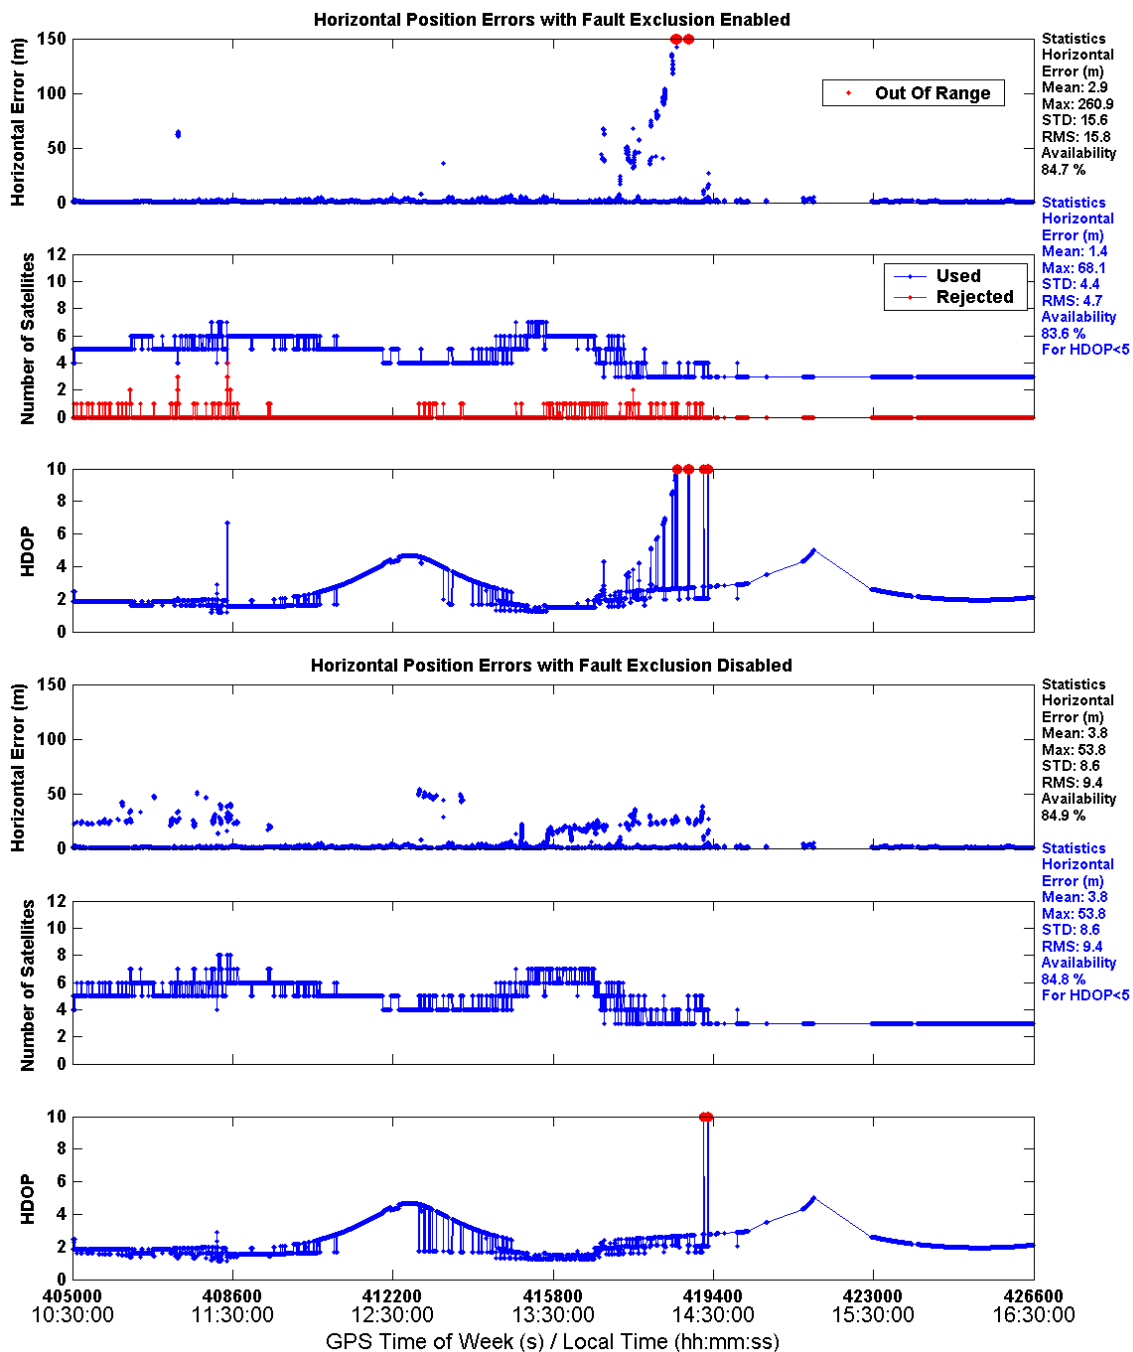 Horizontal Position Errors with Fault Exclusion Enabled
Horizontal Error (m)
150
100
50
0
Out Of Range
Statistics
Horizontal
Error (m)
Mean: 2.9
Max: 260.9
STD: 15.6
RMS: 15.8
Availability
84.7 %
Statistics
Horizontal
Error (m)
Mean: 1.4
Max: 68.1
STD: 4.4
RMS: 4.7
Availability
83.6 %
For HDOP<5
Number of Satellites
12
10
8
6
4
2
0
Used
Rejected
HDOP
10
8
6
4
2
0
Horizontal Position Errors with Fault Exclusion Disabled
Horizontal Error (m)
150
100
50
0
Statistics
Horizontal
Error (m)
Mean: 3.8
Max: 53.8
STD: 8.6
RMS: 9.4
Availability
84.9 %
Statistics
Horizontal
Error (m)
Mean: 3.8
Max: 53.8
STD: 8.6
RMS: 9.4
Availability
84.8 %
For HDOP<5
Number of Satellites
12
10
8
6
4
2
0
HDOP
10
8
6
4
2
0
405000 408600 412200 415800 419400 423000 426600
10:30:00 11:30:00 12:30:00 13:30:00 14:30:00 15:30:00 16:30:00
GPS Time of Week (s) / Local Time (hh:mm:ss)